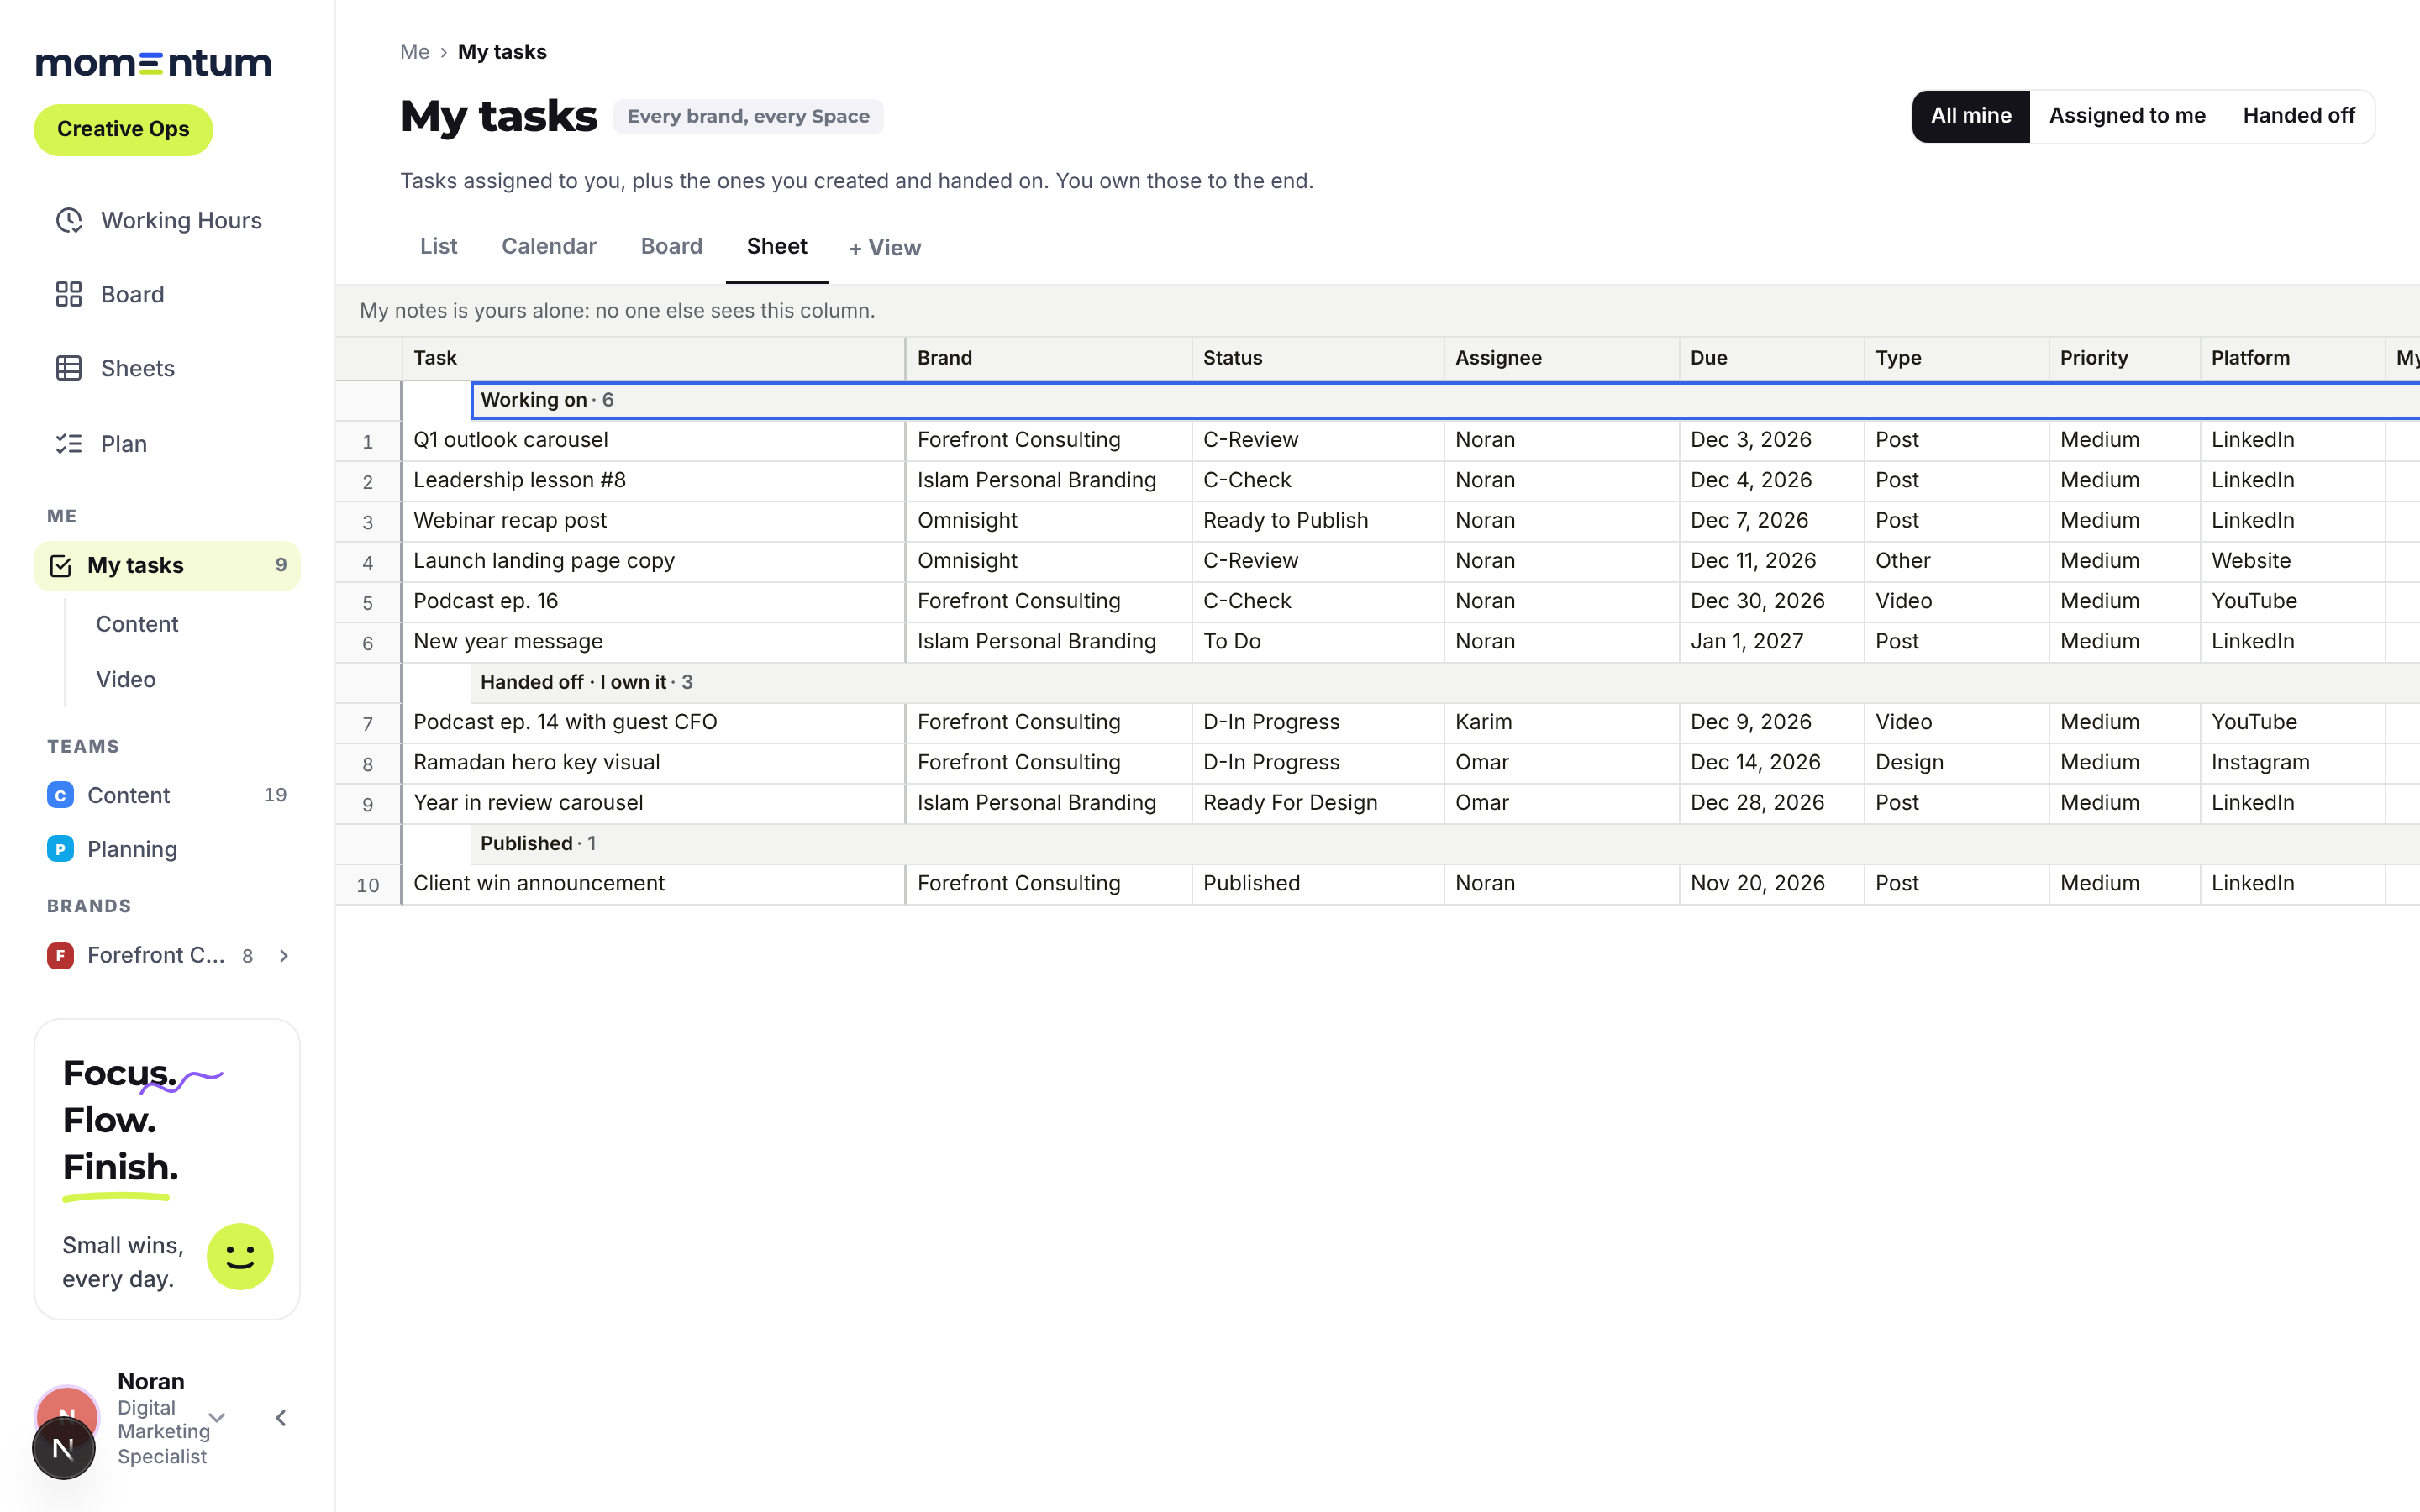 momentum
Creative Ops
Working Hours
Board
Sheets
Plan
ME
My tasks 9
Content
Video
TEAMS
C Content 19
P Planning
BRANDS
F Forefront C... 8
Focus.
Flow.
Finish.
Small wins,
every day.
N
N
Noran
Digital
Marketing
Specialist
Me › My tasks
My tasks Every brand, every Space
All mine Assigned to me Handed off
Tasks assigned to you, plus the ones you created and handed on. You own those to the end.
List Calendar Board Sheet + View
My notes is yours alone: no one else sees this column.
Task Brand Status Assignee Due Type Priority Platform My
Working on · 6
1 Q1 outlook carousel Forefront Consulting C-Review Noran Dec 3, 2026 Post Medium LinkedIn
2 Leadership lesson #8 Islam Personal Branding C-Check Noran Dec 4, 2026 Post Medium LinkedIn
3 Webinar recap post Omnisight Ready to Publish Noran Dec 7, 2026 Post Medium LinkedIn
4 Launch landing page copy Omnisight C-Review Noran Dec 11, 2026 Other Medium Website
5 Podcast ep. 16 Forefront Consulting C-Check Noran Dec 30, 2026 Video Medium YouTube
6 New year message Islam Personal Branding To Do Noran Jan 1, 2027 Post Medium LinkedIn
Handed off · I own it · 3
7 Podcast ep. 14 with guest CFO Forefront Consulting D-In Progress Karim Dec 9, 2026 Video Medium YouTube
8 Ramadan hero key visual Forefront Consulting D-In Progress Omar Dec 14, 2026 Design Medium Instagram
9 Year in review carousel Islam Personal Branding Ready For Design Omar Dec 28, 2026 Post Medium LinkedIn
Published · 1
10 Client win announcement Forefront Consulting Published Noran Nov 20, 2026 Post Medium LinkedIn